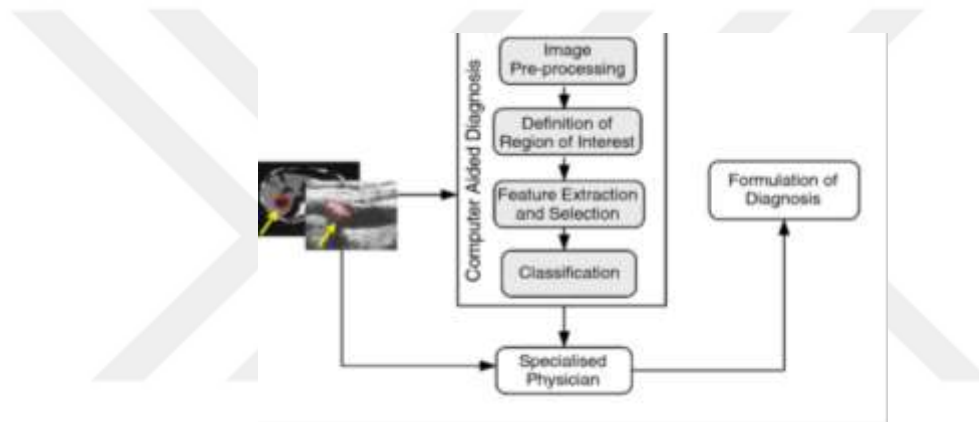 Computer Aided Diagnosis
Image
Pre-processing
Definition of
Region of Interest
Feature Extraction
and Selection
Classification
Formulation of
Diagnosis
Specialised
Physician